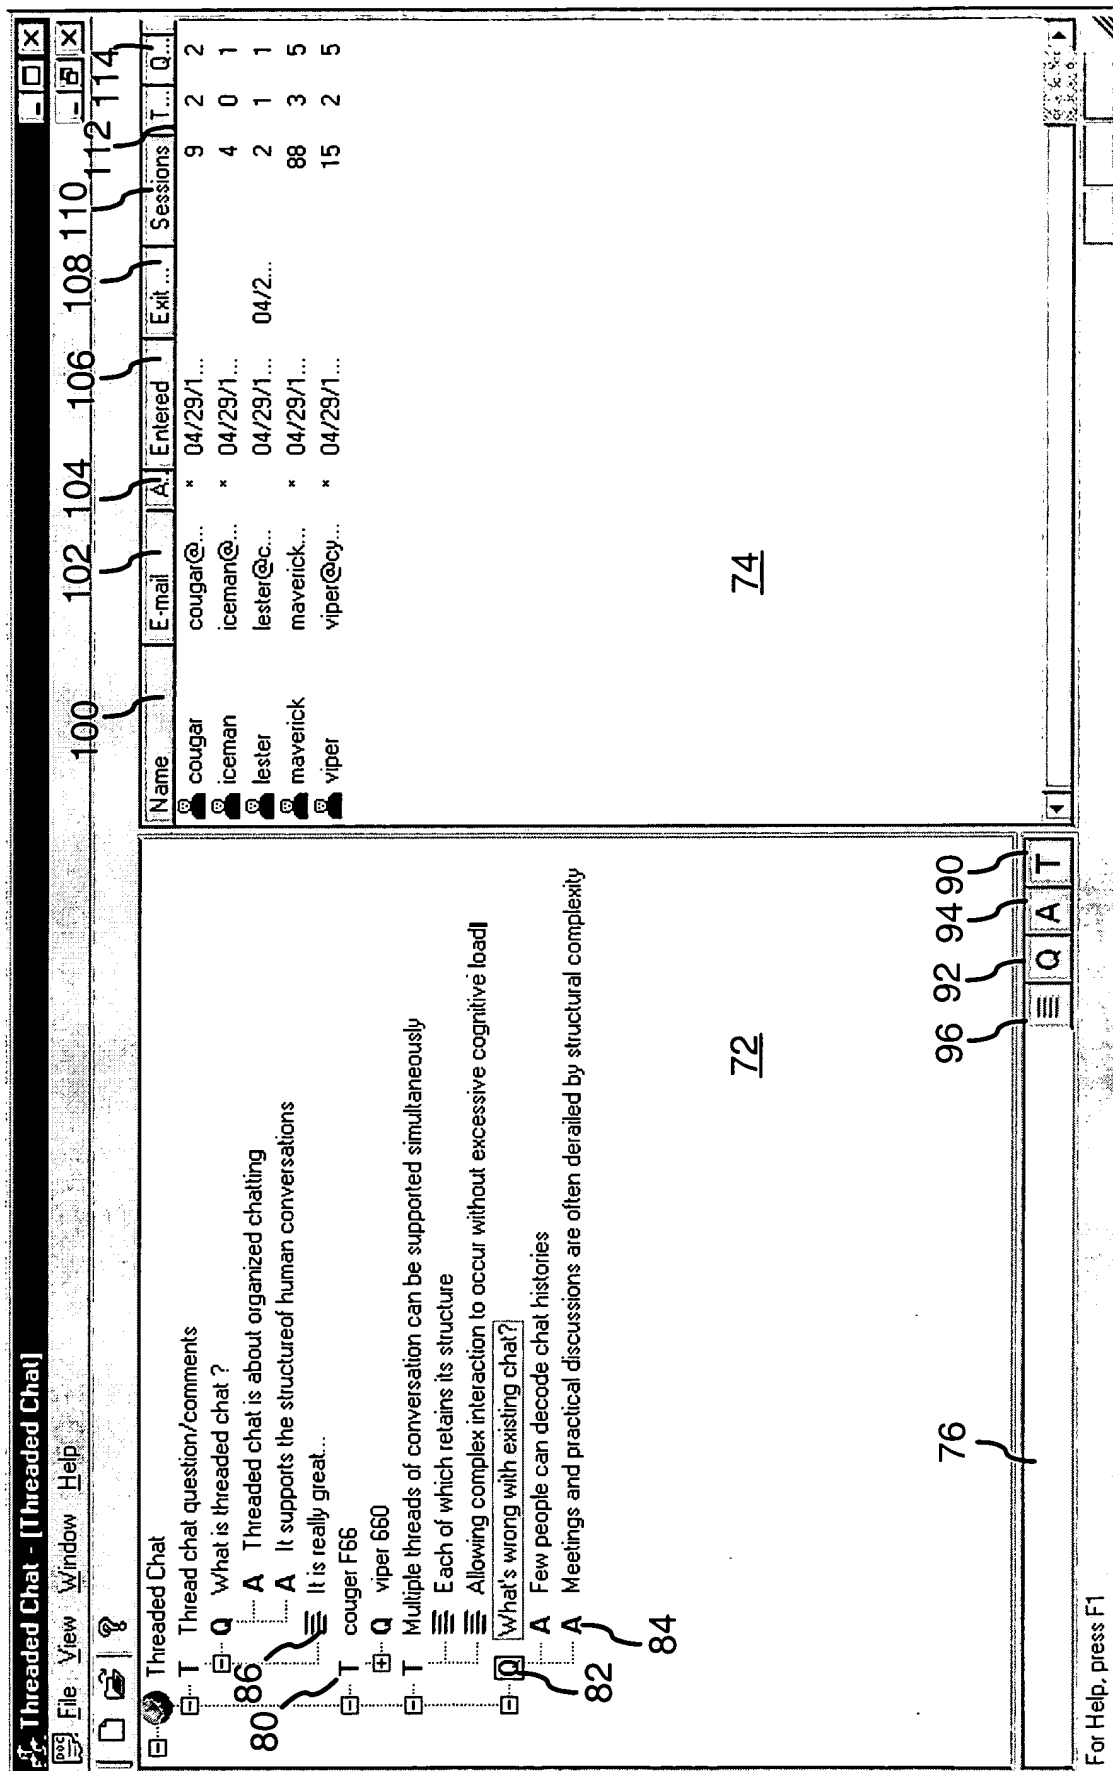 Threaded Chat - [Threaded Chat]
File View Window Help
Threaded Chat
T Thread chat question/comments
Q What is threaded chat ?
A Threaded chat is about organized chatting
A It supports the structureof human conversations
It is really great...
86
80
T couger F66
Q viper 660
T Multiple threads of conversation can be supported simultaneously
Each of which retains its structure
Allowing complex interaction to occur without excessive cognitive load
Q What's wrong with existing chat?
A Few people can decode chat histories
A Meetings and practical discussions are often derailed by structural complexity
82
84
72
76
96 92 94 90
Q A T
For Help, press F1
100 102 104 106 108 110 112 114
Name E-mail A.. Entered Exit ... Sessions T... Q...
cougar cougar@... × 04/29/1... 9 2 2
iceman iceman@... × 04/29/1... 4 0 1
lester lester@c... 04/29/1... 04/2... 2 1 1
maverick maverick... × 04/29/1... 88 3 5
viper viper@cy... × 04/29/1... 15 2 5
74